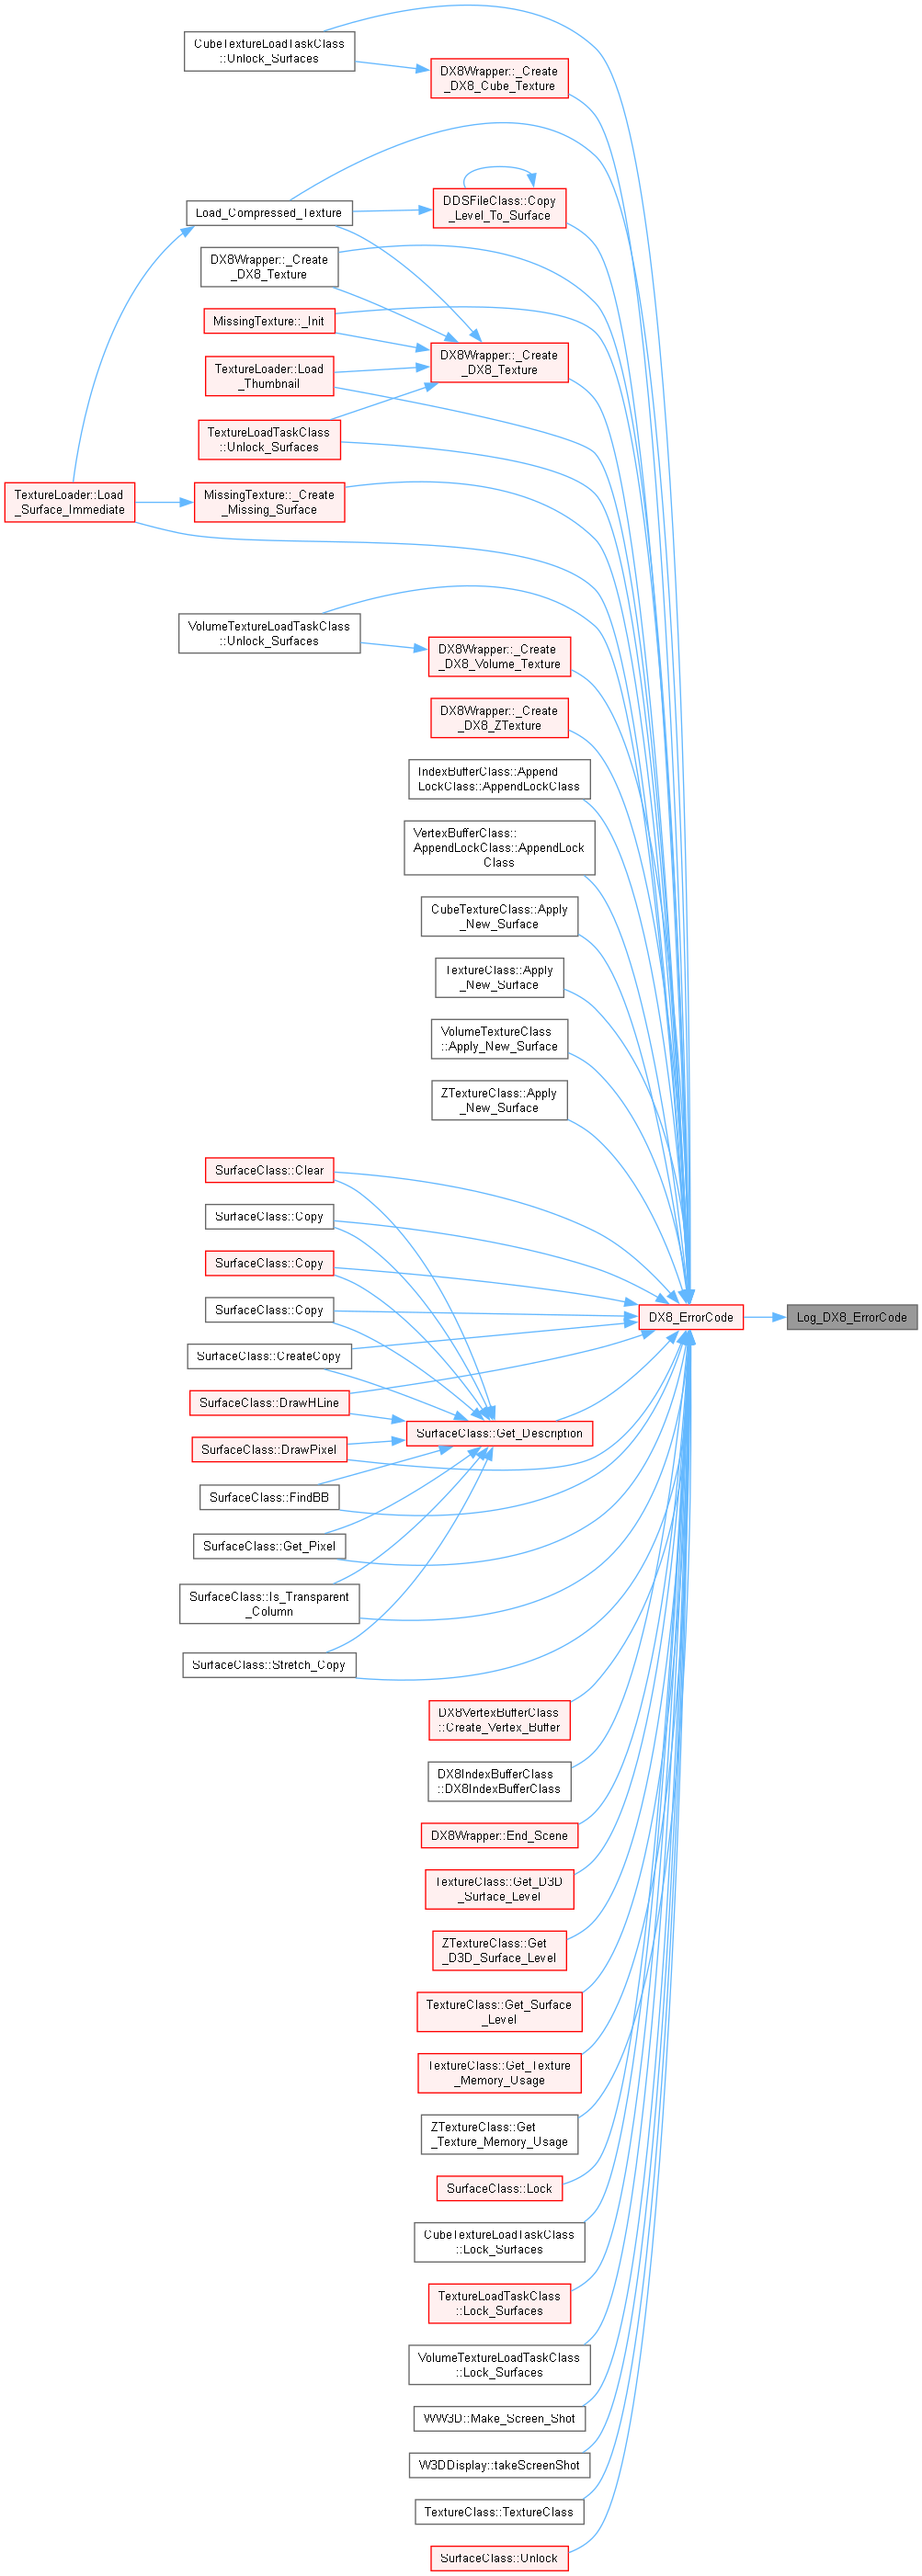 CubeTextureLoadTaskClass
::Unlock_Surfaces
DX8Wrapper::_Create
_DX8_Cube_Texture
DDSFileClass::Copy
_Level_To_Surface
Load_Compressed_Texture
DX8Wrapper::_Create
_DX8_Texture
MissingTexture::_Init
DX8Wrapper::_Create
_DX8_Texture
TextureLoader::Load
_Thumbnail
TextureLoadTaskClass
::Unlock_Surfaces
TextureLoader::Load
_Surface_Immediate
MissingTexture::_Create
_Missing_Surface
VolumeTextureLoadTaskClass
::Unlock_Surfaces
DX8Wrapper::_Create
_DX8_Volume_Texture
DX8Wrapper::_Create
_DX8_ZTexture
IndexBufferClass::Append
LockClass::AppendLockClass
VertexBufferClass::
AppendLockClass::AppendLock
Class
CubeTextureClass::Apply
_New_Surface
TextureClass::Apply
_New_Surface
VolumeTextureClass
::Apply_New_Surface
ZTextureClass::Apply
_New_Surface
SurfaceClass::Clear
SurfaceClass::Copy
SurfaceClass::Copy
SurfaceClass::Copy
DX8_ErrorCode
Log_DX8_ErrorCode
SurfaceClass::CreateCopy
SurfaceClass::DrawHLine
SurfaceClass::Get_Description
SurfaceClass::DrawPixel
SurfaceClass::FindBB
SurfaceClass::Get_Pixel
SurfaceClass::Is_Transparent
_Column
SurfaceClass::Stretch_Copy
DX8VertexBufferClass
::Create_Vertex_Buffer
DX8IndexBufferClass
::DX8IndexBufferClass
DX8Wrapper::End_Scene
TextureClass::Get_D3D
_Surface_Level
ZTextureClass::Get
_D3D_Surface_Level
TextureClass::Get_Surface
_Level
TextureClass::Get_Texture
_Memory_Usage
ZTextureClass::Get
_Texture_Memory_Usage
SurfaceClass::Lock
CubeTextureLoadTaskClass
::Lock_Surfaces
TextureLoadTaskClass
::Lock_Surfaces
VolumeTextureLoadTaskClass
::Lock_Surfaces
WW3D::Make_Screen_Shot
W3DDisplay::takeScreenShot
TextureClass::TextureClass
SurfaceClass::Unlock